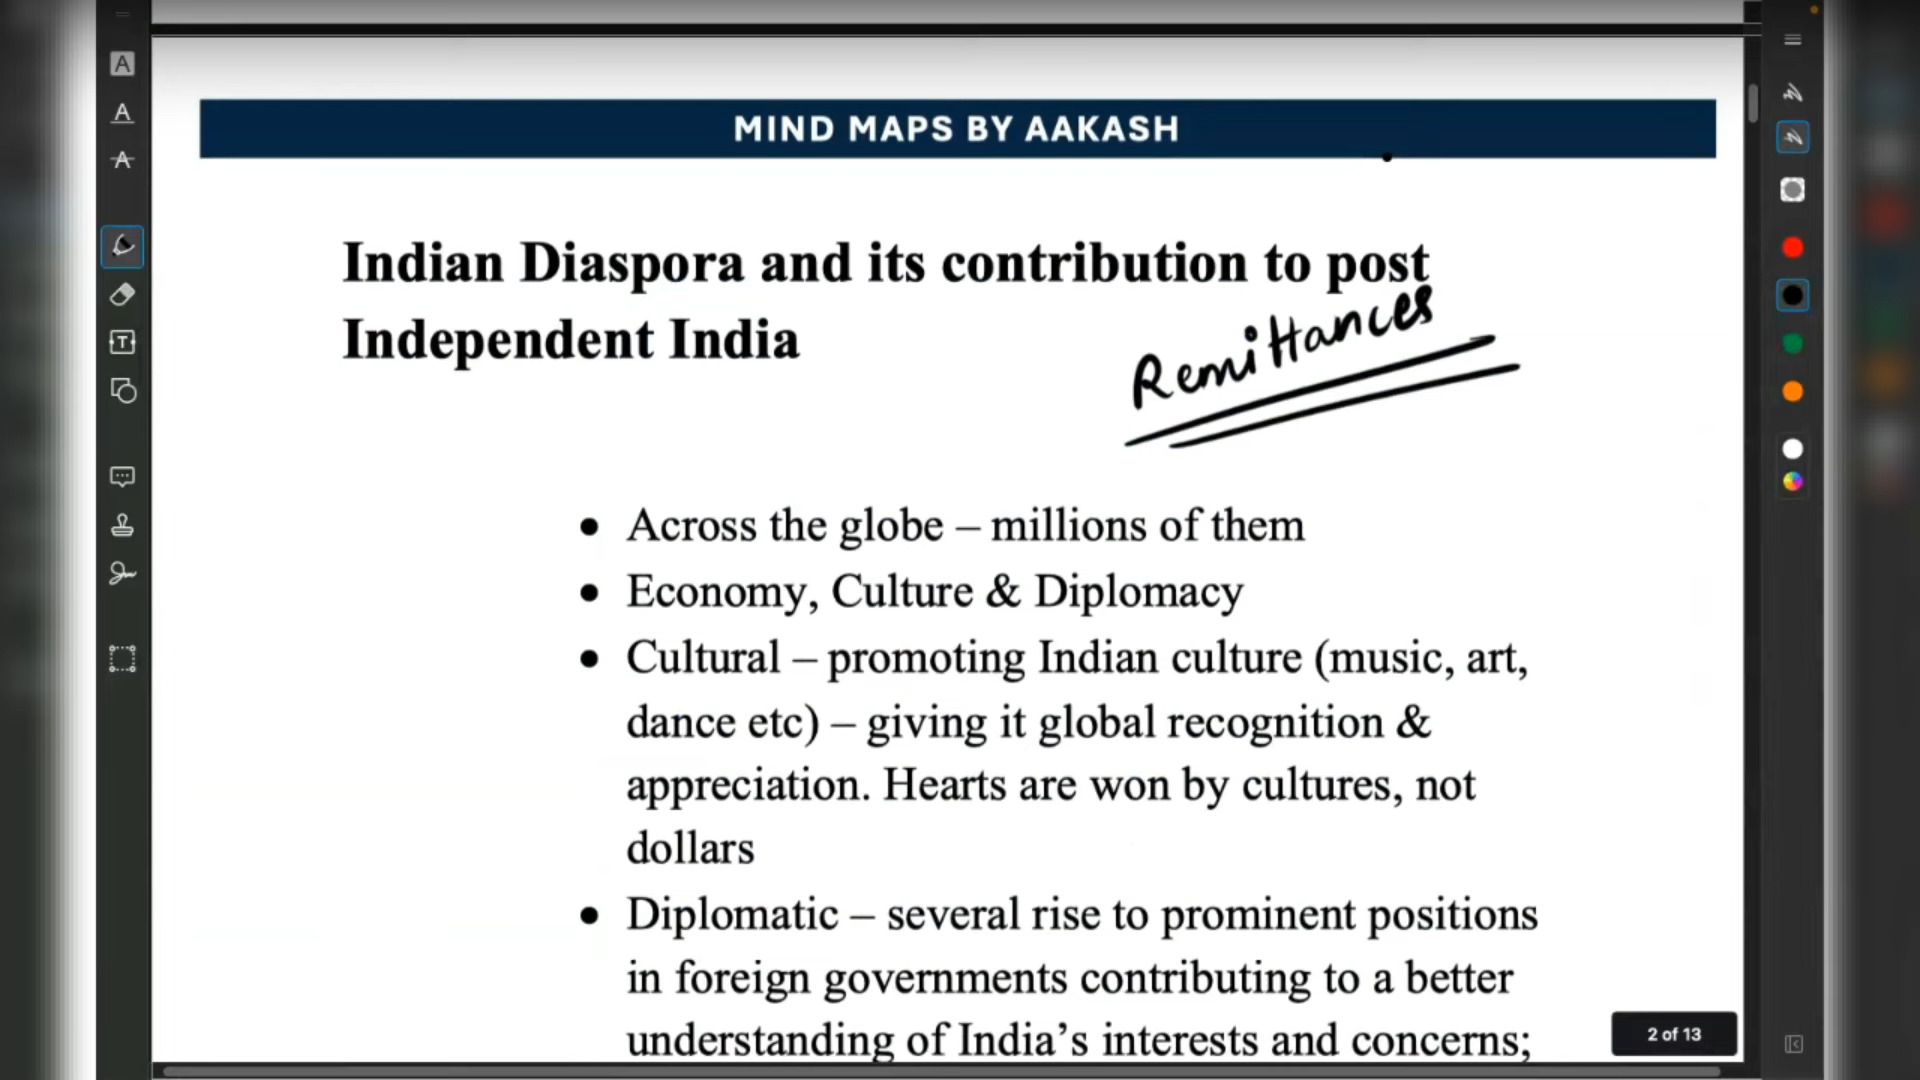 MIND MAPS BY AAKASH
Indian Diaspora and its contribution to post
Independent India
Remittances
• Across the globe – millions of them
• Economy, Culture & Diplomacy
• Cultural – promoting Indian culture (music, art,
dance etc) – giving it global recognition &
appreciation. Hearts are won by cultures, not
dollars
• Diplomatic – several rise to prominent positions
in foreign governments contributing to a better
understanding of India's interests and concerns;
2 of 13